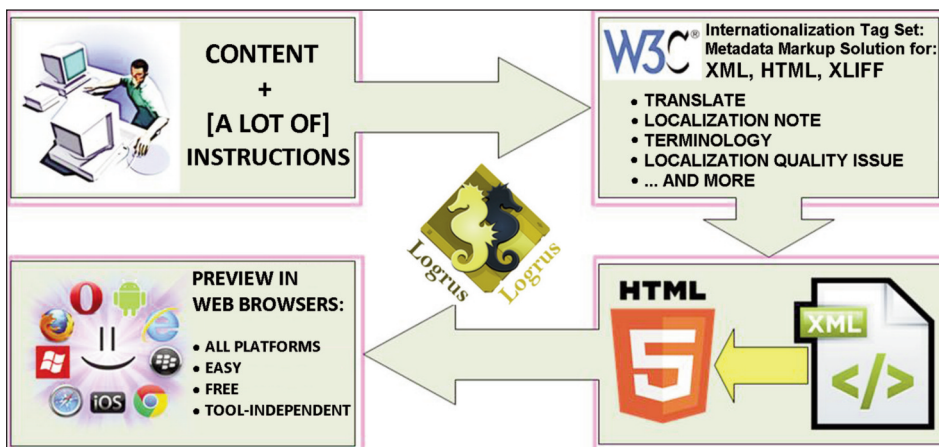 CONTENT
+
[A LOT OF]
INSTRUCTIONS
W3C®
Internationalization Tag Set:
Metadata Markup Solution for:
XML, HTML, XLIFF
• TRANSLATE
• LOCALIZATION NOTE
• TERMINOLOGY
• LOCALIZATION QUALITY ISSUE
• ... AND MORE
Logrus
Logrus
PREVIEW IN
WEB BROWSERS:
• ALL PLATFORMS
• EASY
• FREE
• TOOL-INDEPENDENT
iOS
HTML
5
XML
</>